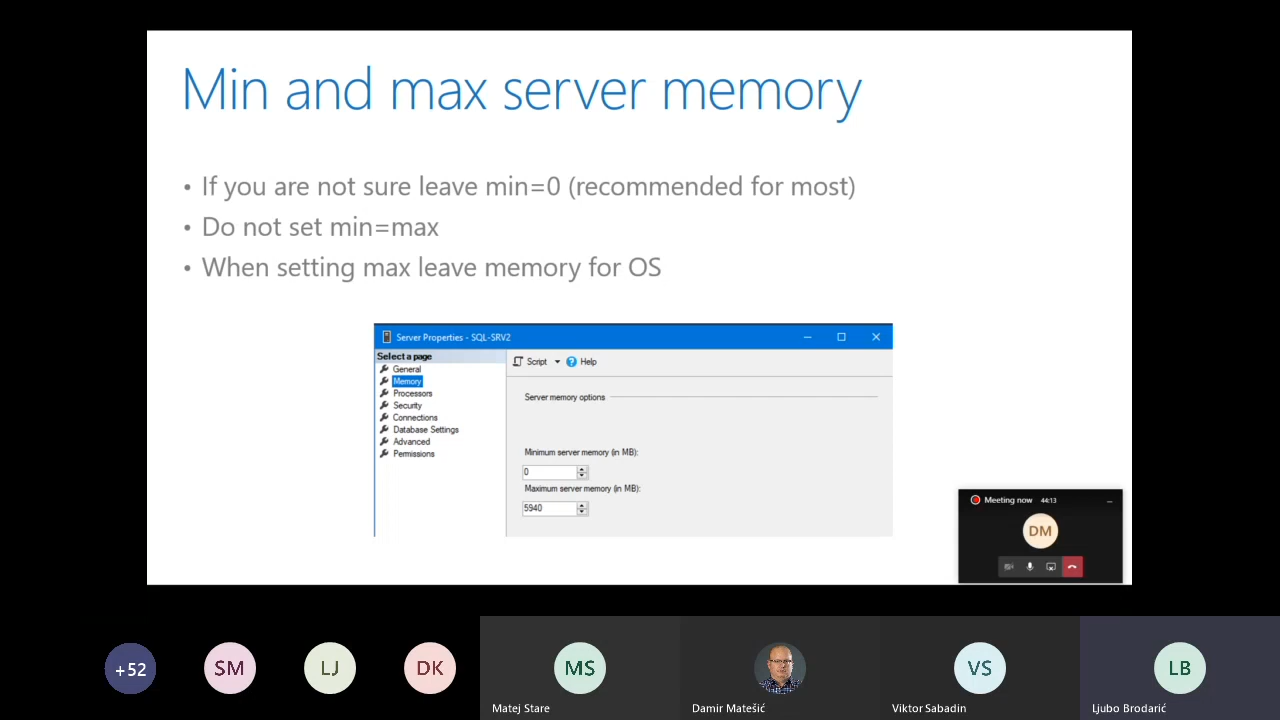 Min and max server memory
• If you are not sure leave min=0 (recommended for most)
• Do not set min=max
• When setting max leave memory for OS
Server Properties - SQL-SRV2
Select a page
General
Memory
Processors
Security
Connections
Database Settings
Advanced
Permissions
Script
Help
Server memory options
Minimum server memory (in MB):
0
Maximum server memory (in MB):
5940
Meeting now 44:13
DM
+52
SM
LJ
DK
MS
VS
LB
Matej Stare
Damir Matešić
Viktor Sabadin
Ljubo Brodarić